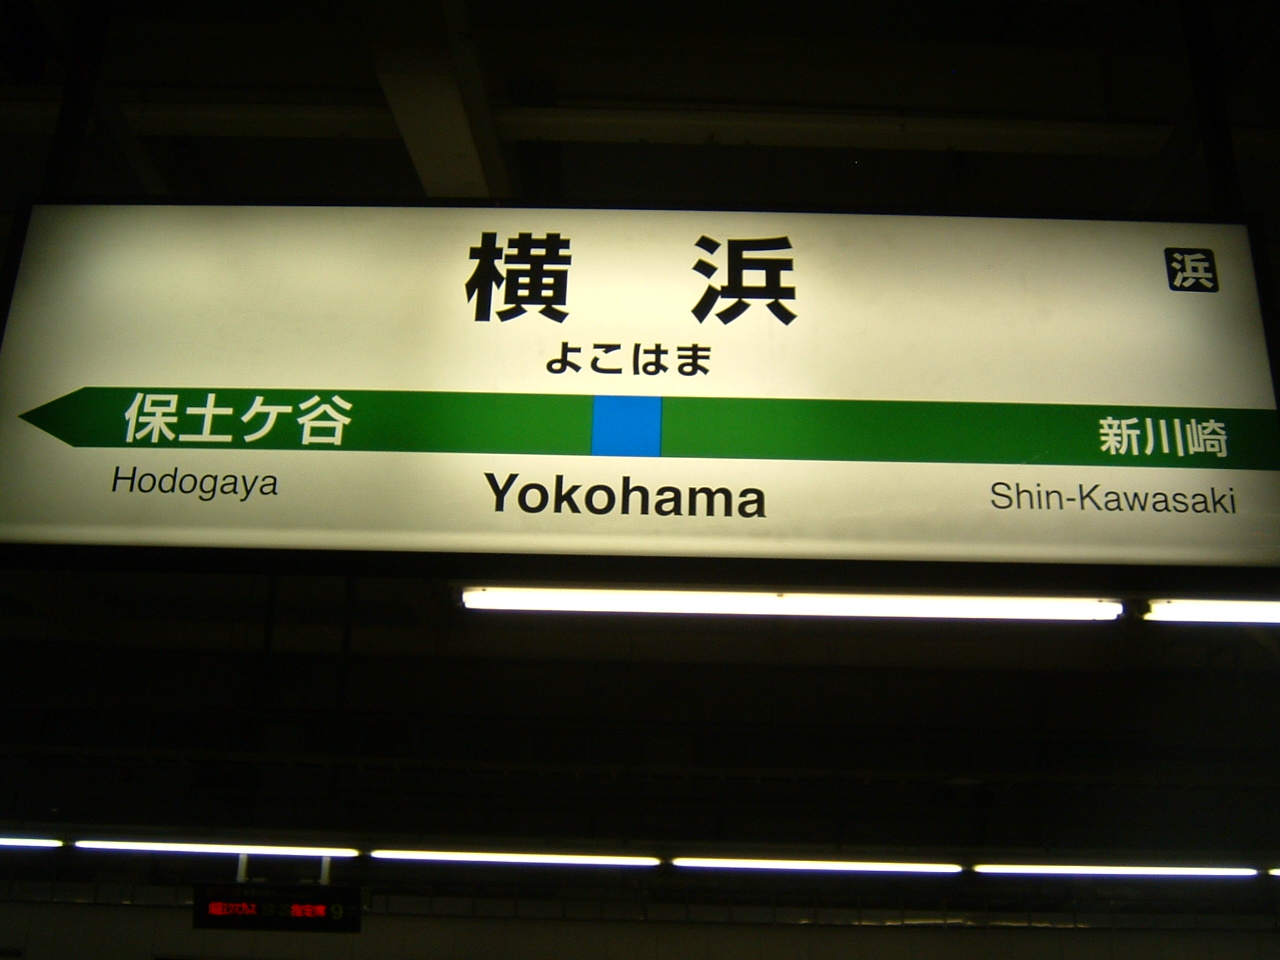 横 浜
浜
よこはま
保土ケ谷
新川崎
Hodogaya
Yokohama
Shin-Kawasaki